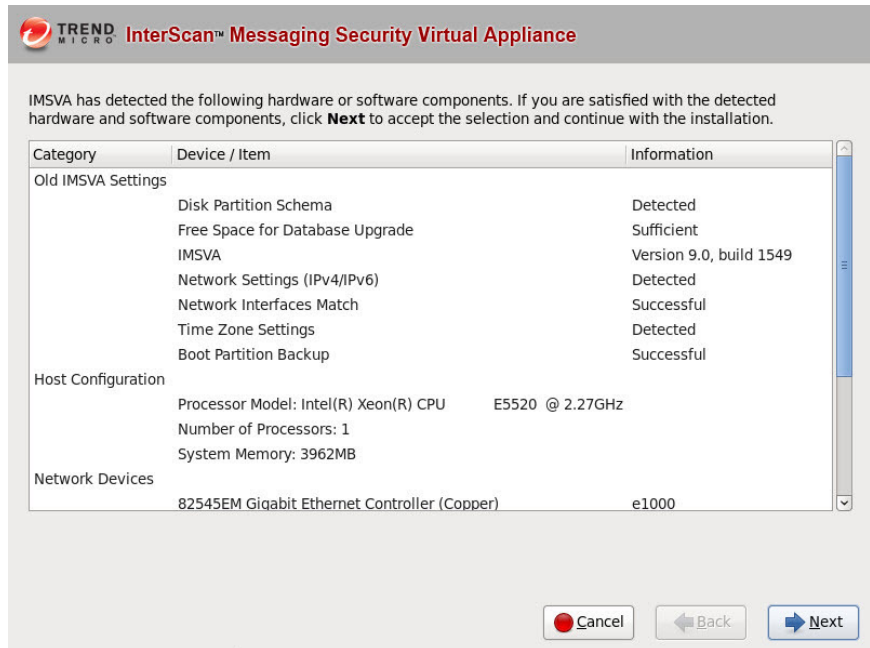 TREND MICRO InterScan™ Messaging Security Virtual Appliance
IMSVA has detected the following hardware or software components. If you are satisfied with the detected
hardware and software components, click Next to accept the selection and continue with the installation.
Category Device / Item Information
Old IMSVA Settings
Disk Partition Schema Detected
Free Space for Database Upgrade Sufficient
IMSVA Version 9.0, build 1549
Network Settings (IPv4/IPv6) Detected
Network Interfaces Match Successful
Time Zone Settings Detected
Boot Partition Backup Successful
Host Configuration
Processor Model: Intel(R) Xeon(R) CPU E5520 @ 2.27GHz
Number of Processors: 1
System Memory: 3962MB
Network Devices
82545EM Gigabit Ethernet Controller (Copper) e1000
Cancel Back Next